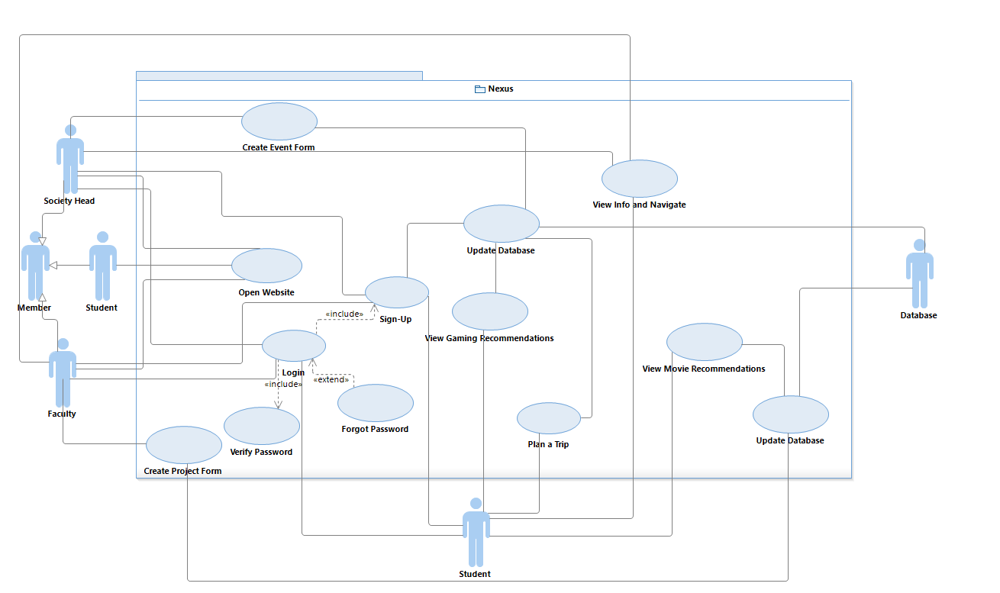 Nexus
Create Event Form
Society Head
View Info and Navigate
Update Database
Open Website
Member
Student
Sign-Up
«include»
Database
View Gaming Recommendations
Login
«include»
«extend»
View Movie Recommendations
Faculty
Forgot Password
Verify Password
Plan a Trip
Update Database
Create Project Form
Student